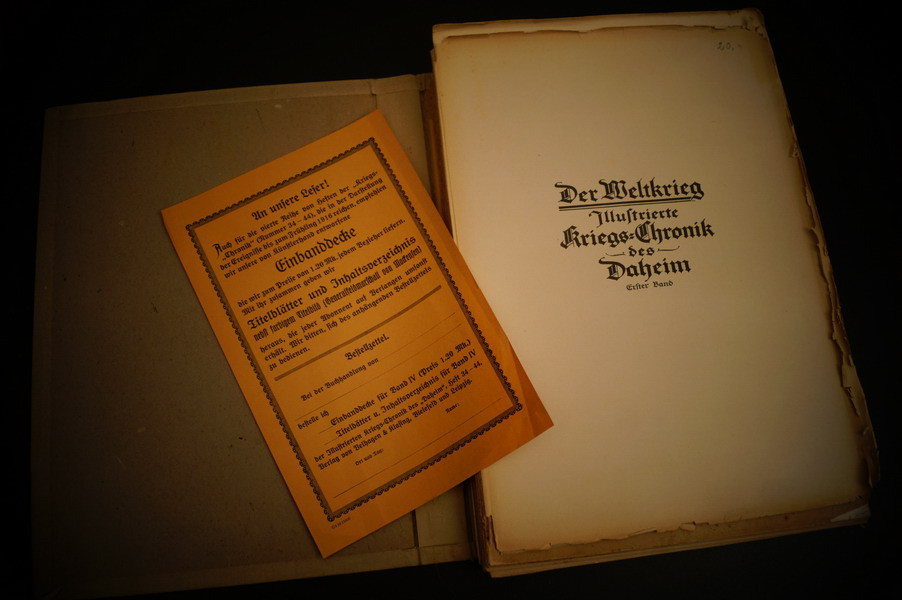 An unsere Leser!
Auch für die vierte Reihe von Heften der „Kriegs-
Chronik" (Nummer 34–44), die in der Darstellung
der Ereignisse bis zum Frühling 1916 reichen, empfehlen
wir unsere von Künstlerhand entworfene
Einbanddecke
die wir zum Preise von 1.20 Mk. jedem Bezieher liefern.
Mit ihr zusammen geben wir
Titelblätter und Inhaltsverzeichnis
nebst farbigem Titelbild (Generalfeldmarschall von Mackensen)
heraus, die jeder Abonnent auf Verlangen umsonst
erhält. Wir bitten, sich des anhängenden Bestellzettels
zu bedienen.
Bestellzettel.
Bei der Buchhandlung von
bestelle ich
Einbanddecke für Band IV (Preis 1.20 Mk.)
Titelblätter u. Inhaltsverzeichnis für Band IV
der Illustrierten Kriegs-Chronik des „Daheim", Heft 34–44.
Verlag von Velhagen & Klasing, Bielefeld und Leipzig.
Ort und Tag:
Name:
20.-
Der Weltkrieg
Illustrierte
Kriegs=Chronik
des
Daheim
Erster Band